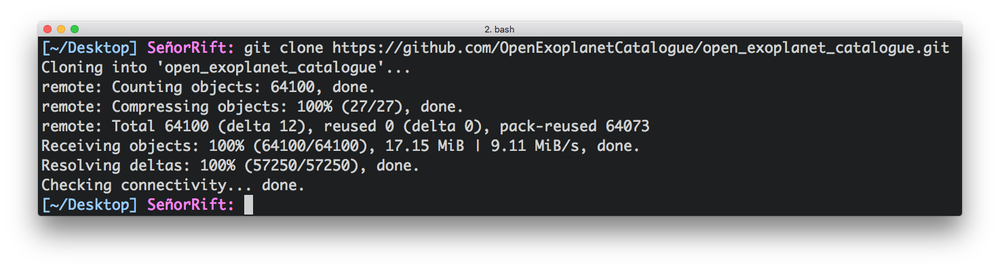 2. bash
[~/Desktop] SeñorRift: git clone https://github.com/OpenExoplanetCatalogue/open_exoplanet_catalogue.git
Cloning into 'open_exoplanet_catalogue'...
remote: Counting objects: 64100, done.
remote: Compressing objects: 100% (27/27), done.
remote: Total 64100 (delta 12), reused 0 (delta 0), pack-reused 64073
Receiving objects: 100% (64100/64100), 17.15 MiB | 9.11 MiB/s, done.
Resolving deltas: 100% (57250/57250), done.
Checking connectivity... done.
[~/Desktop] SeñorRift: